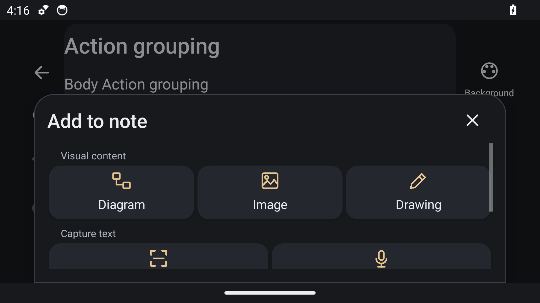 4:16
Action grouping
Body Action grouping
Background
Add to note
Visual content
Diagram
Image
Drawing
Capture text